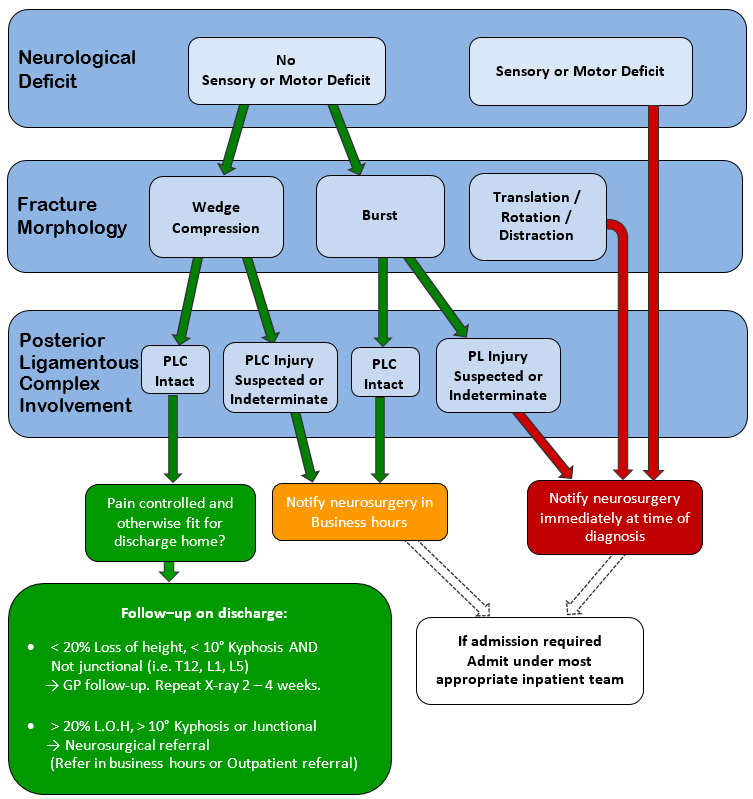 Neurological
Deficit
No
Sensory or Motor Deficit
Sensory or Motor Deficit
Fracture
Morphology
Wedge
Compression
Burst
Translation /
Rotation /
Distraction
Posterior
Ligamentous
Complex
Involvement
PLC
Intact
PLC Injury
Suspected or
Indeterminate
PLC
Intact
PL Injury
Suspected or
Indeterminate
Pain controlled and
otherwise fit for
discharge home?
Notify neurosurgery in
Business hours
Notify neurosurgery
immediately at time of
diagnosis
Follow–up on discharge:
• < 20% Loss of height, < 10° Kyphosis AND
Not junctional (i.e. T12, L1, L5)
→ GP follow-up. Repeat X-ray 2 – 4 weeks.
• > 20% L.O.H, > 10° Kyphosis or Junctional
→ Neurosurgical referral
(Refer in business hours or Outpatient referral)
If admission required
Admit under most
appropriate inpatient team